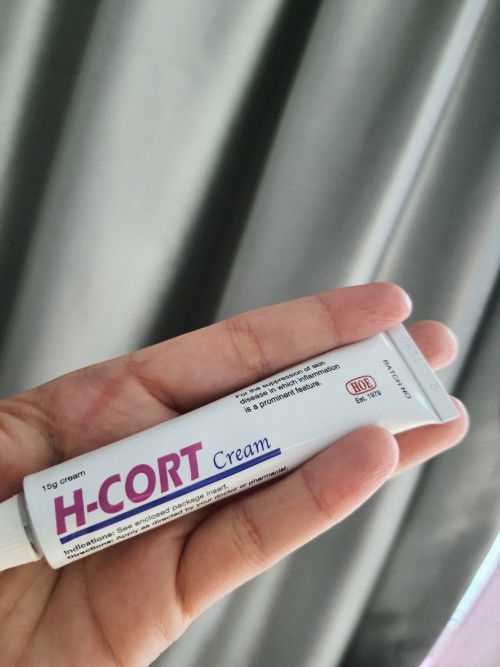 15g cream
H-CORT Cream
Indications: See enclosed package insert.
Directions: Apply as directed by your doctor or pharmacist.
For the suppression of skin
disease in which inflammation
is a prominent feature.
HOE
Est. 1979
BATCH NO